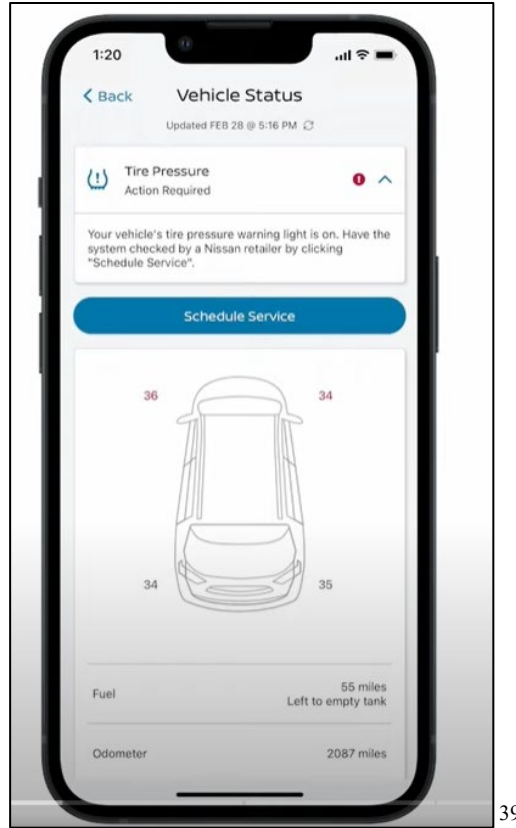 1:20
Back Vehicle Status
Updated FEB 28 @ 5:16 PM
Tire Pressure
Action Required
Your vehicle's tire pressure warning light is on. Have the
system checked by a Nissan retailer by clicking
"Schedule Service".
Schedule Service
36 34
34 35
Fuel 55 miles
Left to empty tank
Odometer 2087 miles
39